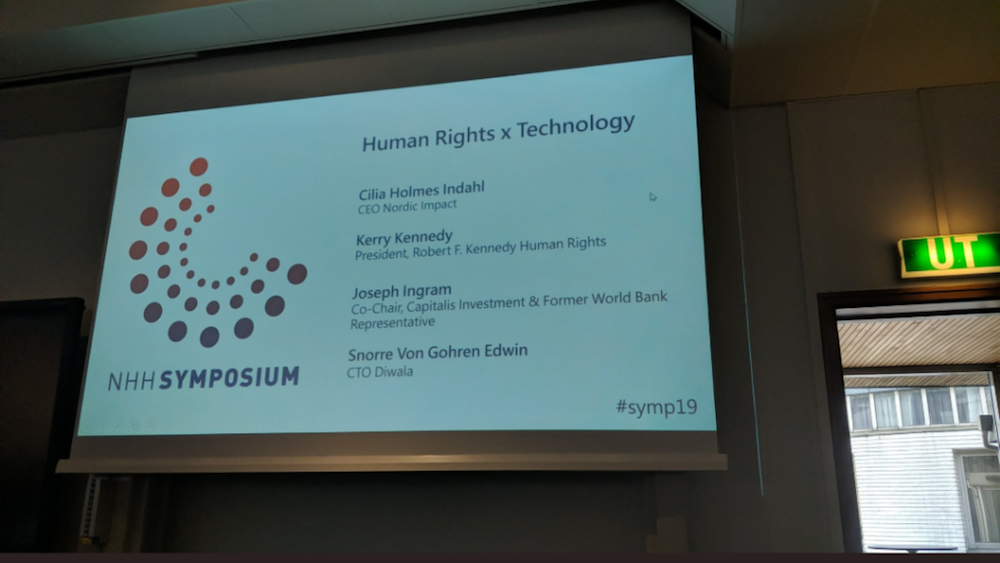 Human Rights x Technology
Cilia Holmes Indahl
CEO Nordic Impact
Kerry Kennedy
President, Robert F. Kennedy Human Rights
Joseph Ingram
Co-Chair, Capitalis Investment & Former World Bank
Representative
Snorre Von Gohren Edwin
CTO Diwala
NHH SYMPOSIUM
#symp19
UT